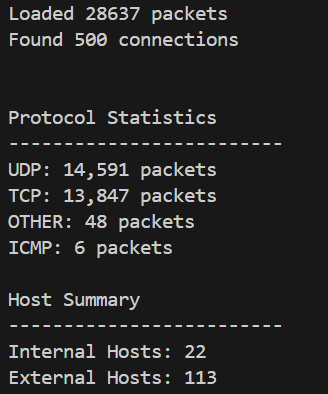 Loaded 28637 packets
Found 500 connections
Protocol Statistics
-------------------------
UDP: 14,591 packets
TCP: 13,847 packets
OTHER: 48 packets
ICMP: 6 packets
Host Summary
-------------------------
Internal Hosts: 22
External Hosts: 113